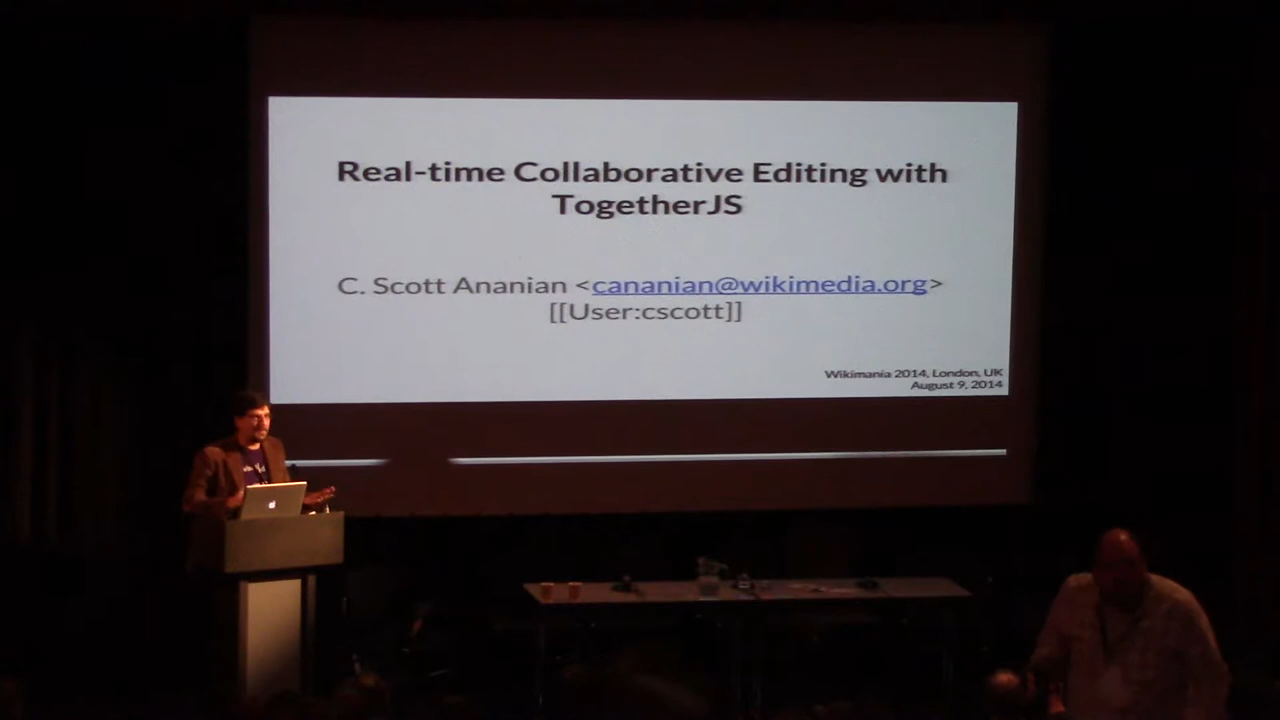 Real-time Collaborative Editing with
TogetherJS
C. Scott Ananian <cananian@wikimedia.org>
[[User:cscott]]
Wikimania 2014, London, UK
August 9, 2014